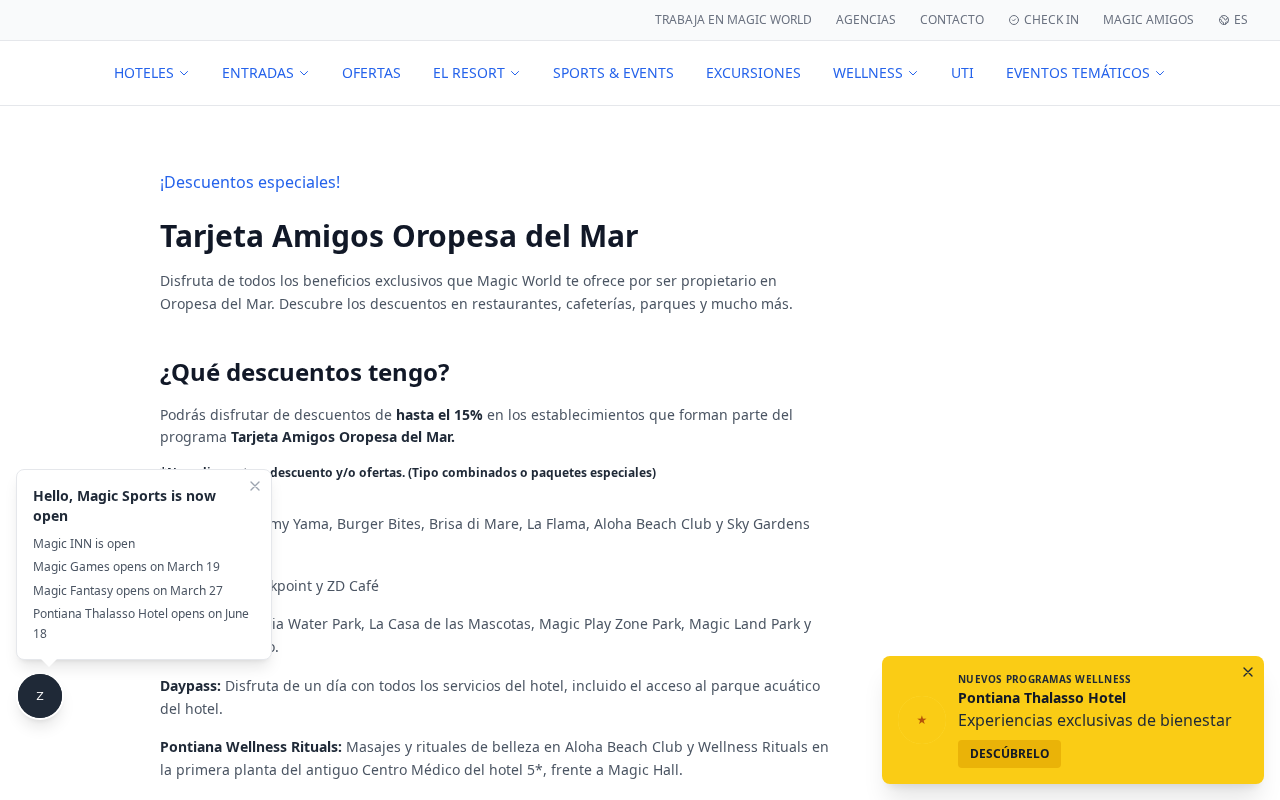 TRABAJA EN MAGIC WORLD AGENCIAS CONTACTO CHECK IN MAGIC AMIGOS ES
HOTELES ENTRADAS OFERTAS EL RESORT SPORTS & EVENTS EXCURSIONES WELLNESS UTI EVENTOS TEMÁTICOS
¡Descuentos especiales!
Tarjeta Amigos Oropesa del Mar
Disfruta de todos los beneficios exclusivos que Magic World te ofrece por ser propietario en
Oropesa del Mar. Descubre los descuentos en restaurantes, cafeterías, parques y mucho más.
¿Qué descuentos tengo?
Podrás disfrutar de descuentos de hasta el 15% en los establecimientos que forman parte del
programa Tarjeta Amigos Oropesa del Mar.
descuento y/o ofertas. (Tipo combinados o paquetes especiales)
Yama, Burger Bites, Brisa di Mare, La Flama, Aloha Beach Club y Sky Gardens
y ZD Café
Water Park, La Casa de las Mascotas, Magic Play Zone Park, Magic Land Park y
Daypass: Disfruta de un día con todos los servicios del hotel, incluido el acceso al parque acuático
del hotel.
Pontiana Wellness Rituals: Masajes y rituales de belleza en Aloha Beach Club y Wellness Rituals en
la primera planta del antiguo Centro Médico del hotel 5*, frente a Magic Hall.
Hello, Magic Sports is now
open
Magic INN is open
Magic Games opens on March 19
Magic Fantasy opens on March 27
Pontiana Thalasso Hotel opens on June
18
Z
NUEVOS PROGRAMAS WELLNESS
Pontiana Thalasso Hotel
Experiencias exclusivas de bienestar
DESCÚBRELO